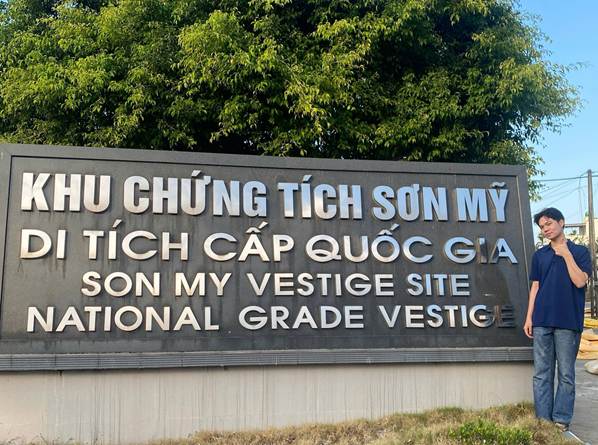 KHU CHỨNG TÍCH SƠN MỸ
DI TÍCH CẤP QUỐC GIA
SON MY VESTIGE SITE
NATIONAL GRADE VESTIGE